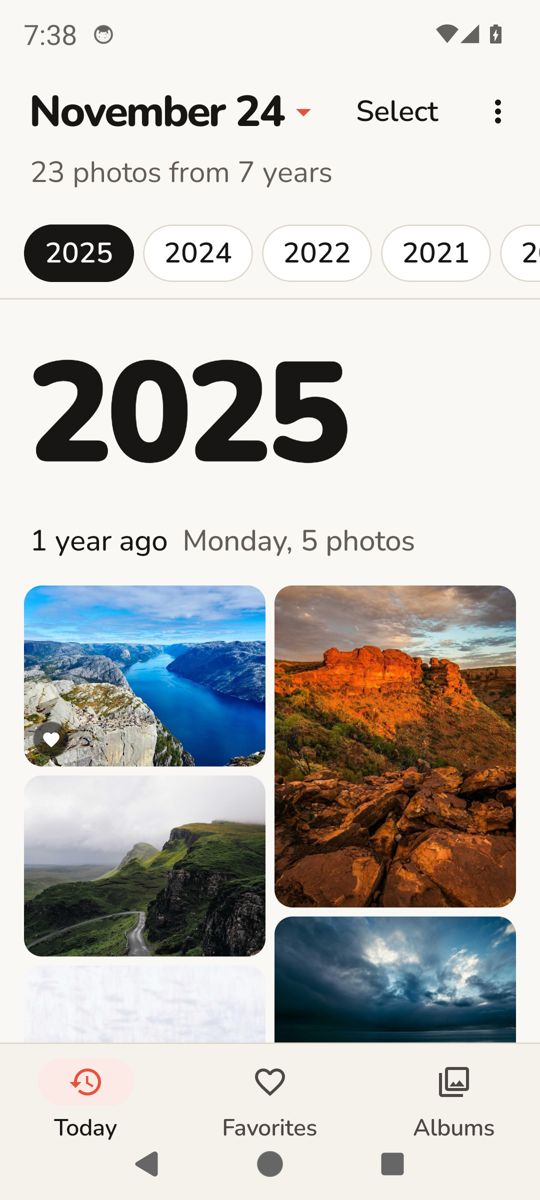 7:38
November 24
Select
23 photos from 7 years
2025
2024
2022
2021
2025
1 year ago Monday, 5 photos
Today
Favorites
Albums